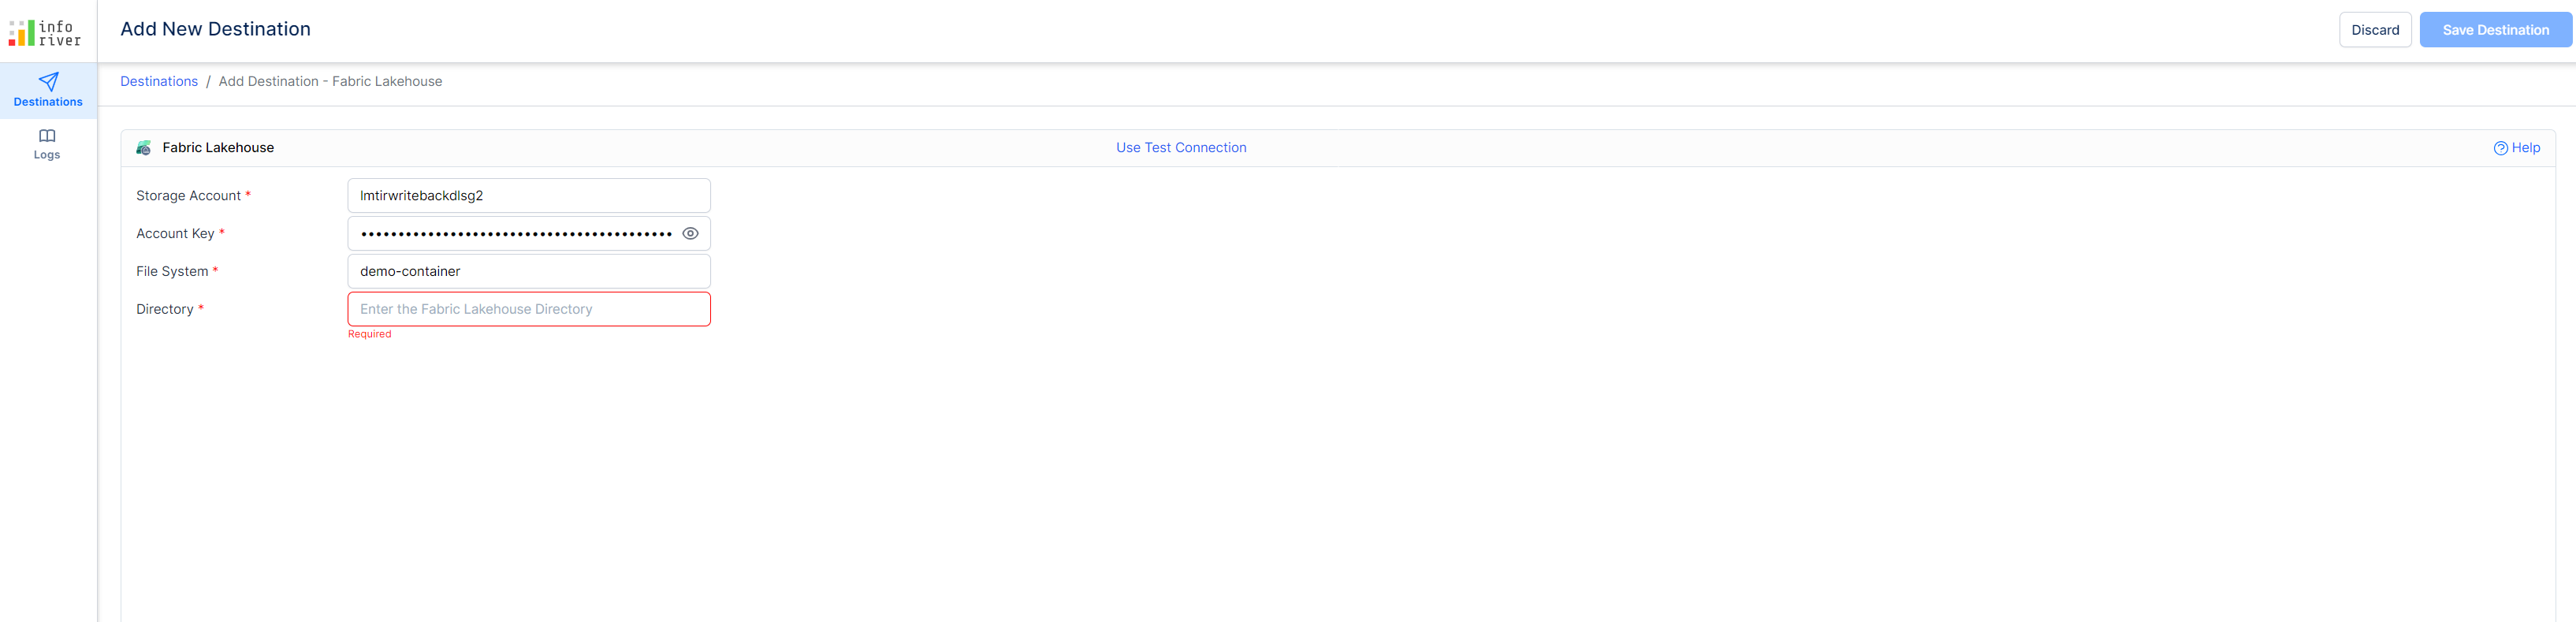 info
river
Add New Destination
Discard
Save Destination
Destinations
Logs
Destinations / Add Destination - Fabric Lakehouse
Fabric Lakehouse
Use Test Connection
Help
Storage Account *
lmtirwritebackdlsg2
Account Key *
••••••••••••••••••••••••••••••••••••••••••
File System *
demo-container
Directory *
Enter the Fabric Lakehouse Directory
Required